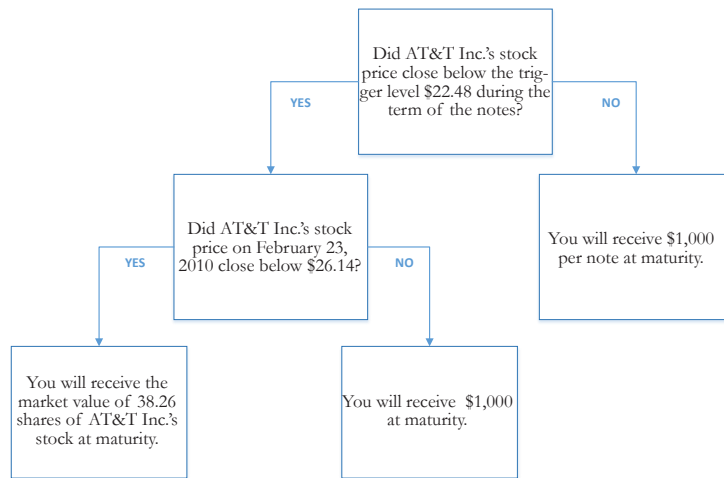 Did AT&T Inc.'s stock
price close below the trig-
ger level $22.48 during the
term of the notes?
YES
NO
Did AT&T Inc.'s stock
price on February 23,
2010 close below $26.14?
You will receive $1,000
per note at maturity.
YES
NO
You will receive the
market value of 38.26
shares of AT&T Inc.'s
stock at maturity.
You will receive $1,000
at maturity.